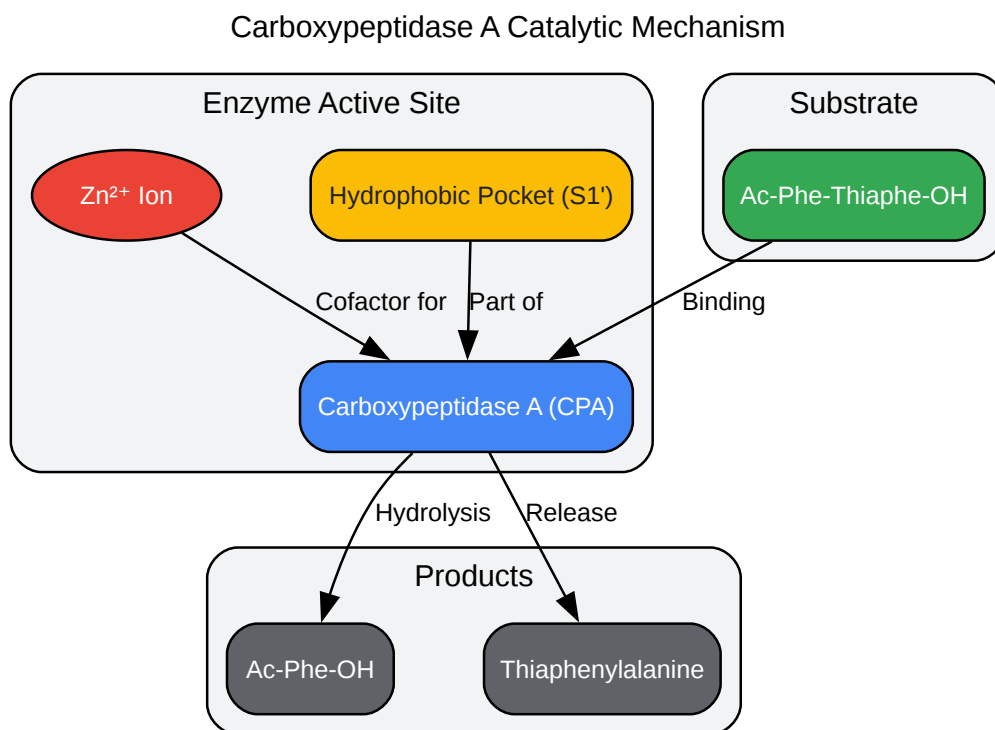 Carboxypeptidase A Catalytic Mechanism
Enzyme Active Site
Substrate
Zn²⁺ Ion
Hydrophobic Pocket (S1')
Ac-Phe-Thiaphe-OH
Cofactor for
Part of
Binding
Carboxypeptidase A (CPA)
Hydrolysis
Release
Products
Ac-Phe-OH
Thiaphenylalanine